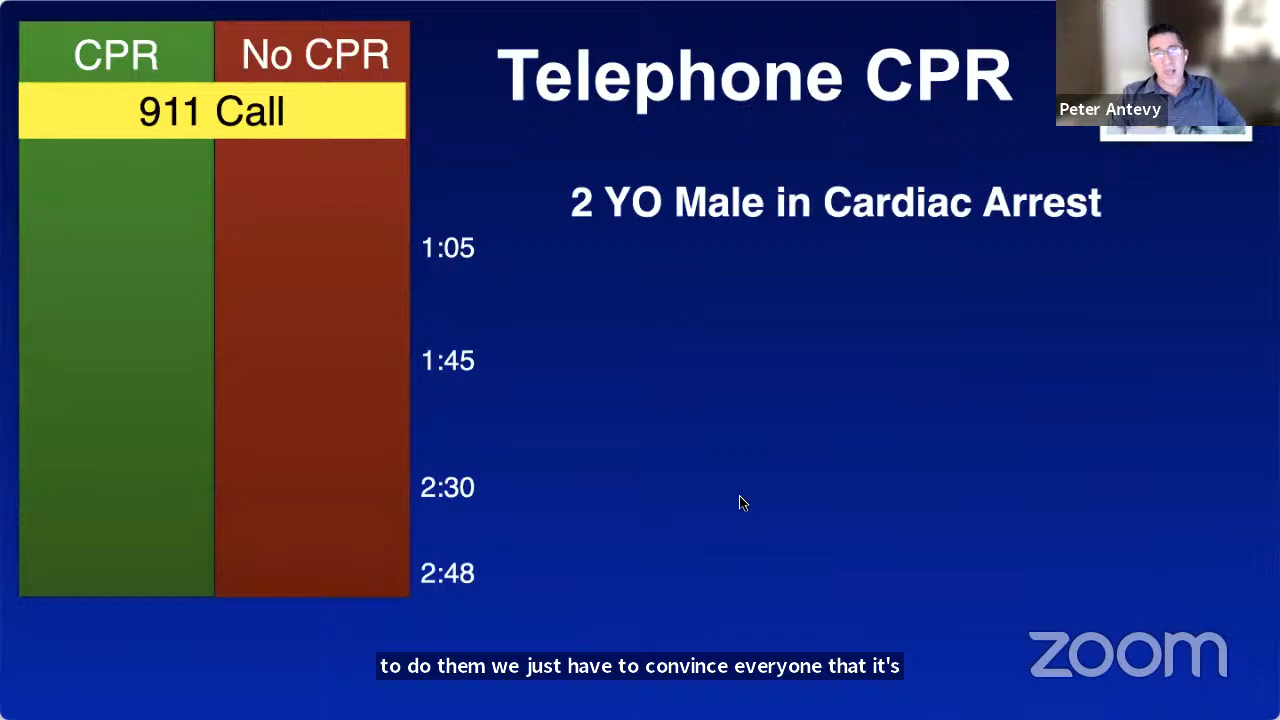 CPR
No CPR
Telephone CPR
Peter Antevy
911 Call
2 YO Male in Cardiac Arrest
1:05
1:45
2:30
2:48
zoom
to do them we just have to convince everyone that it's